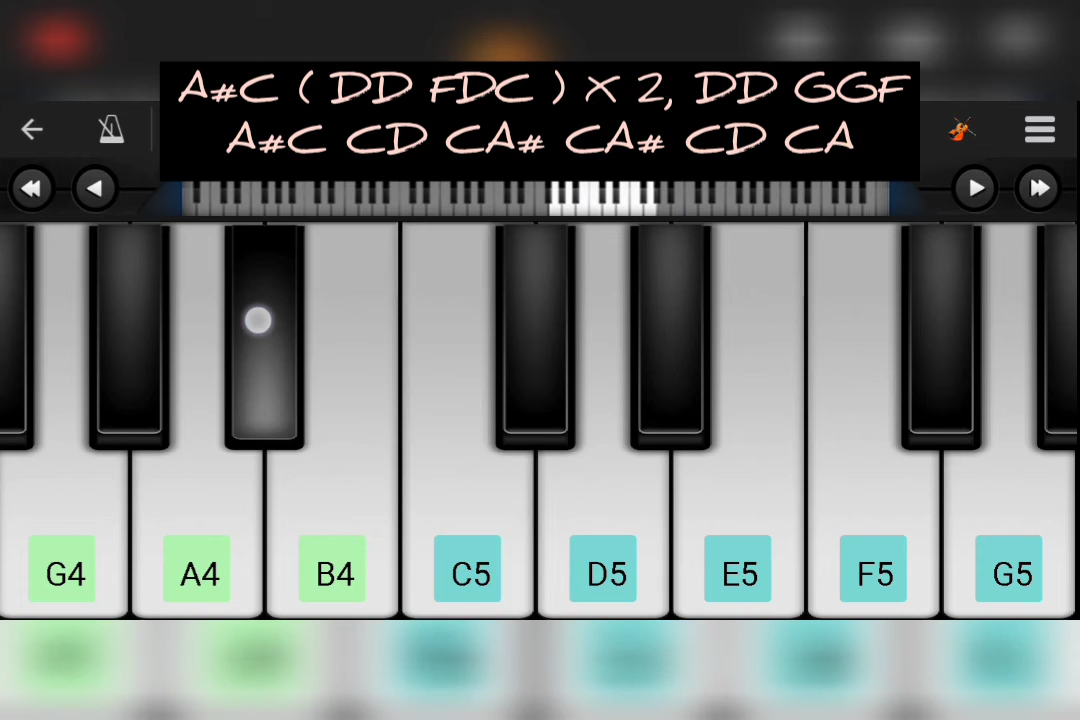 A#C ( DD FDC ) X 2, DD GGF
A#C CD CA# CA# CD CA
G4 A4 B4 C5 D5 E5 F5 G5